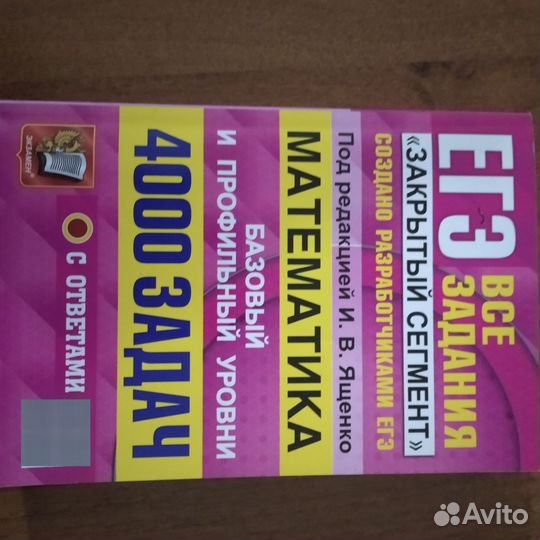 ЕГЭ
ВСЕ
ЗАДАНИЯ
«ЗАКРЫТЫЙ СЕГМЕНТ»
СОЗДАНО РАЗРАБОТЧИКАМИ ЕГЭ
Под редакцией И. В. Ященко
МАТЕМАТИКА
БАЗОВЫЙ
И ПРОФИЛЬНЫЙ УРОВНИ
4000 ЗАДАЧ
С ОТВЕТАМИ
ЭКЗАМЕН
Avito